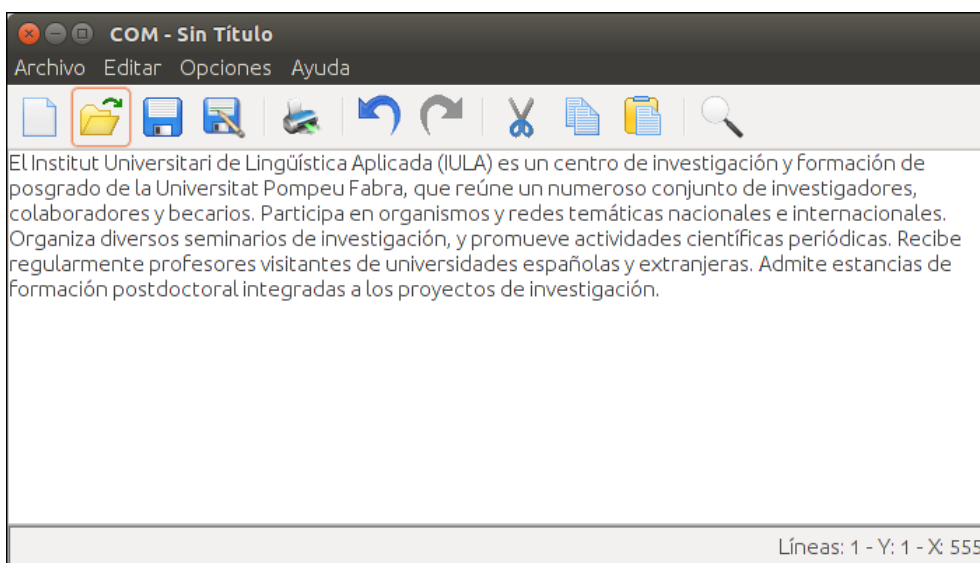 COM - Sin Título
Archivo Editar Opciones Ayuda
El Institut Universitari de Lingüística Aplicada (IULA) es un centro de investigación y formación de
posgrado de la Universitat Pompeu Fabra, que reúne un numeroso conjunto de investigadores,
colaboradores y becarios. Participa en organismos y redes temáticas nacionales e internacionales.
Organiza diversos seminarios de investigación, y promueve actividades científicas periódicas. Recibe
regularmente profesores visitantes de universidades españolas y extranjeras. Admite estancias de
formación postdoctoral integradas a los proyectos de investigación.
Líneas: 1 - Y: 1 - X: 555